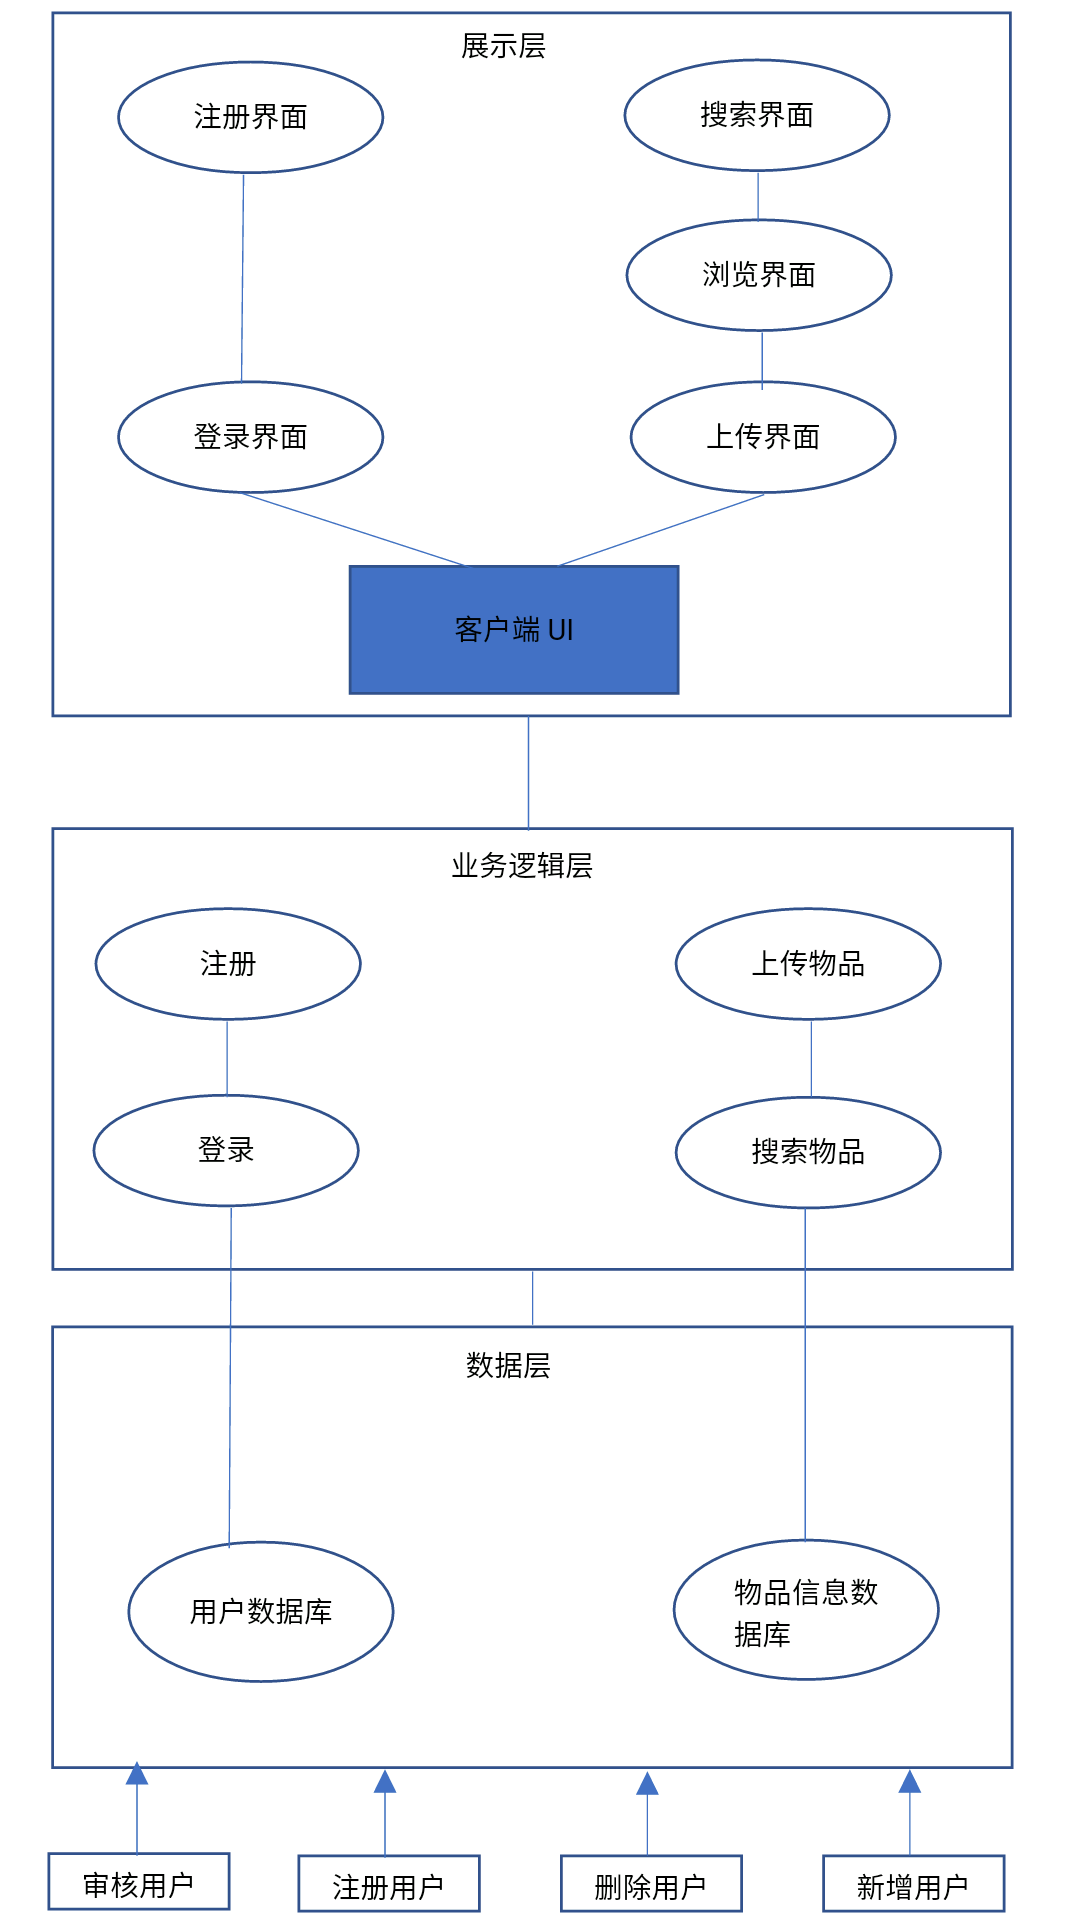 展示层
注册界面
搜索界面
浏览界面
登录界面
上传界面
客户端 UI
业务逻辑层
注册
上传物品
登录
搜索物品
数据层
用户数据库
物品信息数
据库
审核用户
注册用户
删除用户
新增用户